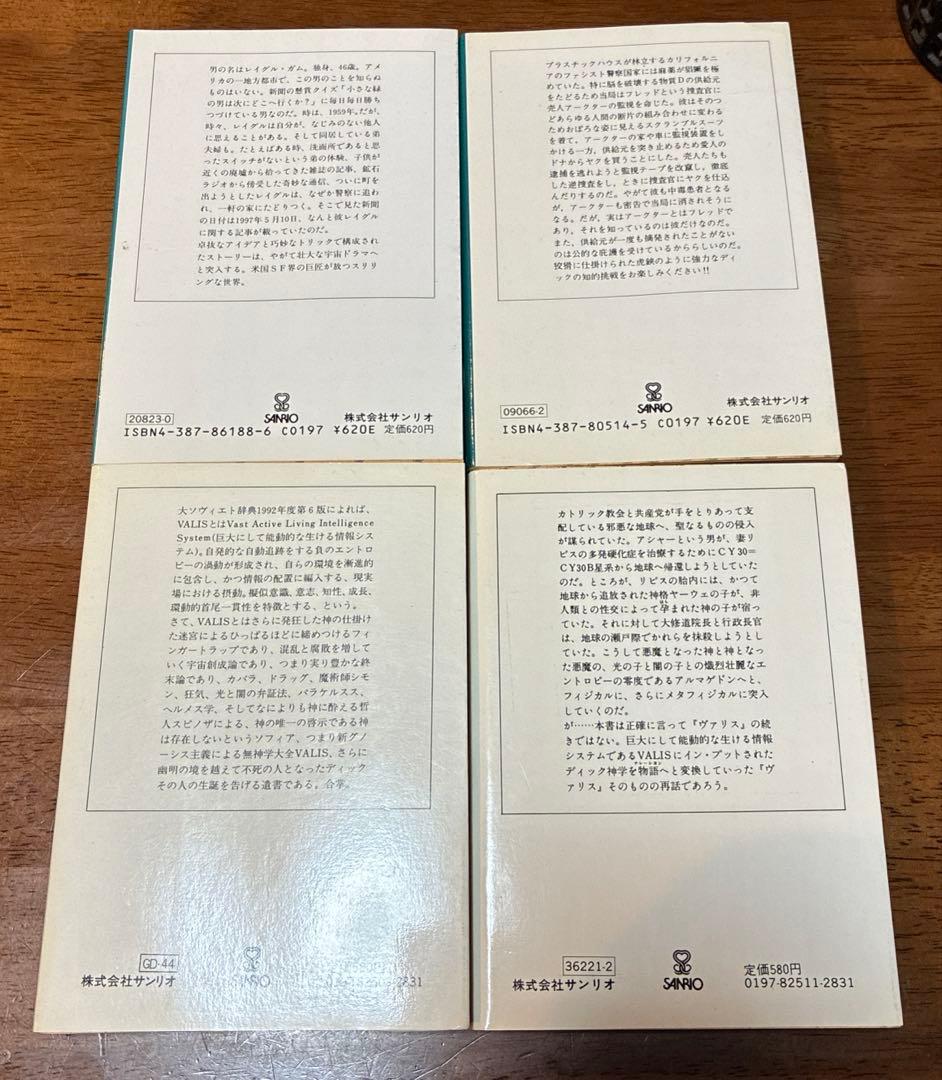 男の名はレイグル・ガム。独身、46歳。アメ
リカの一地方都市で、この男のことを知らぬ
ものはいない。新聞の懸賞クイズ「小さな緑
の男は次にどこへ行くか?」に毎日毎日勝ち
つづけている男なのだ。時は、1959年。だが、
時々、レイグルは自分が、なじみのない他人
に思えることがある。そして同居している弟
夫婦も。たとえばある時、洗面所であると思
ったスイッチがないという弟の体験、子供が
近くの廃墟から拾ってきた雑誌の記事、鉱石
ラジオから傍受した奇妙な通信、ついに町を
出ようとしたレイグルは、なぜか警察に追わ
れ、一軒の家にたどりつく。そこで見た新聞
の日付は1997年5月10日、なんと彼レイグル
に関する記事が載っていたのだ。
卓抜なアイデアと巧妙なトリックで構成され
たストーリーは、やがて壮大な宇宙ドラマへ
と突入する。米国SF界の巨匠が放つスリリ
ングな世界。
20823-0
SANRIO
株式会社サンリオ
ISBN4-387-86188-6 C0197 ¥620E 定価620円
プラスチックハウスが林立するカリフォルニ
アのファシスト警察国家には麻薬が猖獗を極
めていた。特に脳を破壊する物質Dの供給元
をたどるため当局はフレッドという捜査官に
売人アークターの監視を命じた。彼はそのつ
どあらゆる人間の断片の組み合わせに変わる
ためおぼろな姿に見えるスクランブルスーツ
を着て、アークターの家や車に監視装置をし
かける一方、供給元を突き止めるため愛人の
ドナからヤクを買うことにした。売人たちも
逮捕を逃れようと監視テープを改竄し、徹底
した逆捜査をし、ときに捜査官にヤクを仕込
んだりするのだ。やがて彼も中毒患者となる
が、アークターも密告で当局に消されそうに
なる。だが、実はアークターとはフレッドで
あり、それを知っているのは彼だけなのだ。
また、供給元が一度も摘発されたことがない
のは公的な庇護を受けているかららしいのだ。
狡猾に仕掛けられた虎鋏のように強力なディ
ックの知的挑戦をお楽しみください!!
09066-2
SANRIO
株式会社サンリオ
ISBN4-387-80514-5 C0197 ¥620E 定価620円
大ソヴィエト辞典1992年度第6版によれば、
VALISとはVast Active Living Intelligence
System(巨大にして能動的な生ける情報シス
テム)。自発的な自動追跡をする負のエントロ
ピーの渦動が形成され、自らの環境を漸進的
に包含し、かつ情報の配置に編入する、現実
場における摂動。擬似意識、意志、知性、成長、
環動的首尾一貫性を特徴とする、という。
さて、VALISとはさらに発狂した神の仕掛け
た迷宮によるひっぱるほどに締めつけるフィ
ンガートラップであり、混乱と腐敗を増して
いく宇宙創成論であり、つまり実り豊かな終
末論であり、カバラ、ドラッグ、魔術師シモ
ン、狂気、光と闇の弁証法、パラケルスス、
ヘルメス学、そしてなによりも神に酔える哲
人スピノザによる、神の唯一の啓示である神
は存在しないというソフィア、つまり新グノ
ーシス主義による無神学大全VALIS、さらに
幽明の境を越えて不死の人となったディック
その人の生誕を告げる遺書である。合掌。
GD-44
株式会社サンリオ
-2831
カトリック教会と共産党が手をとりあって支
配している邪悪な地球へ、聖なるものの侵入
が謀られていた。アシャーという男が、妻リ
ビスの多発硬化症を治療するためにCY30=
CY30B星系から地球へ帰還しようとしていた
のだ。ところが、リビスの胎内には、かつて
地球から追放された神格ヤーウェの子が、非
人類との性交によって孕まれた神の子が宿っ
ていた。それに対して大修道院長と行政長官
は、地球の瀬戸際でかれらを抹殺しようとし
ていた。こうして悪魔となった神と神となっ
た悪魔の、光の子と闇の子との熾烈壮麗なエ
ントロピーの零度であるアルマゲドンへと、
フィジカルに、さらにメタフィジカルに突入
していくのだ。
が……本書は正確に言って『ヴァリス』の続
きではない。巨大にして能動的な生ける情報
システムであるVALISにイン・プットされた
ディック神学を物語へと変換していった『ヴ
ァリス』そのものの再話であろう。
36221-2
株式会社サンリオ
SANRIO
定価580円
0197-82511-2831